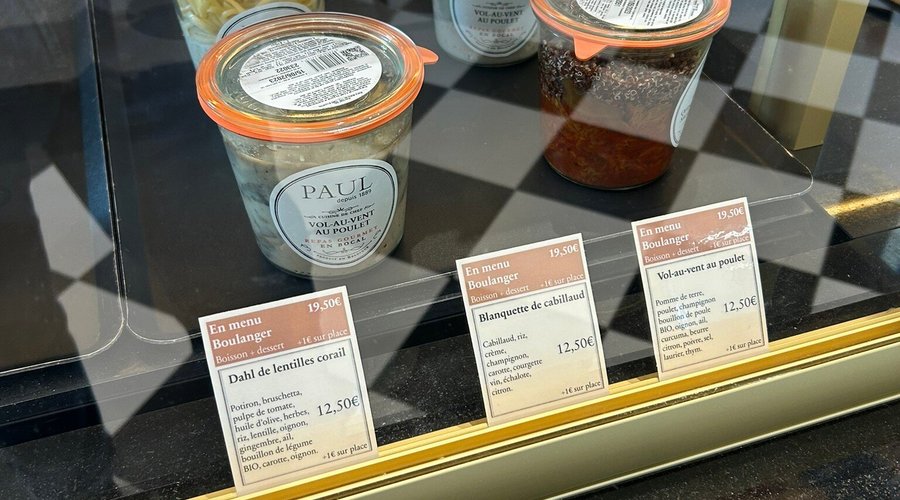 VOL-AU-VENT
AU POULET
PAUL
depuis 1889
VOL-AU-VENT
AU POULET
REPAS GOURMET
EN BOCAL
En menu
Boulanger
19,50€
Boisson + dessert +1€ sur place
Dahl de lentilles corail
Potiron, bruschetta,
pulpe de tomate,
huile d'olive, herbes,
riz, lentille, oignon,
gingembre, ail,
bouillon de légume
BIO, carotte, oignon.
12,50€
+1€ sur place
En menu
Boulanger
19,50€
Boisson + dessert +1€ sur place
Blanquette de cabillaud
Cabillaud, riz,
crème,
champignon,
carotte, courgette
vin, échalote,
citron.
12,50€
+1€ sur place
En menu
Boulanger
19,50€
Boisson + dessert +1€ sur place
Vol-au-vent au poulet
Pomme de terre,
poulet, champignon
bouillon de poule
BIO, oignon, ail,
curcuma, beurre
citron, poivre, sel,
laurier, thym.
12,50€
+1€ sur place